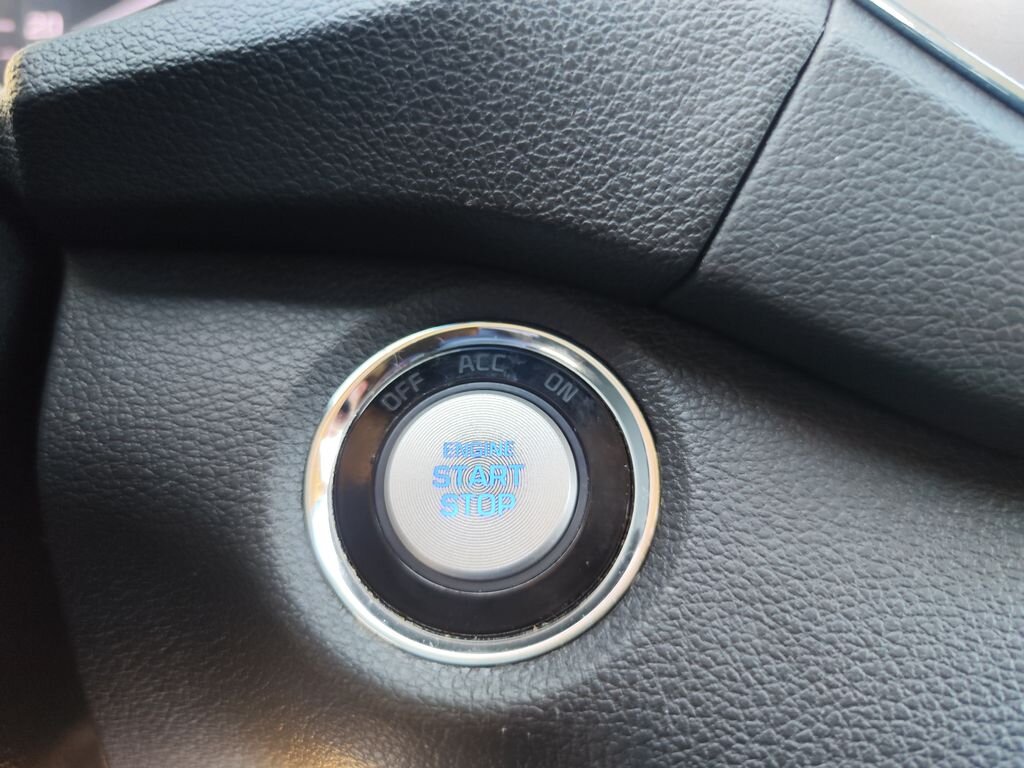 OFF ACC ON
ENGINE
START
STOP